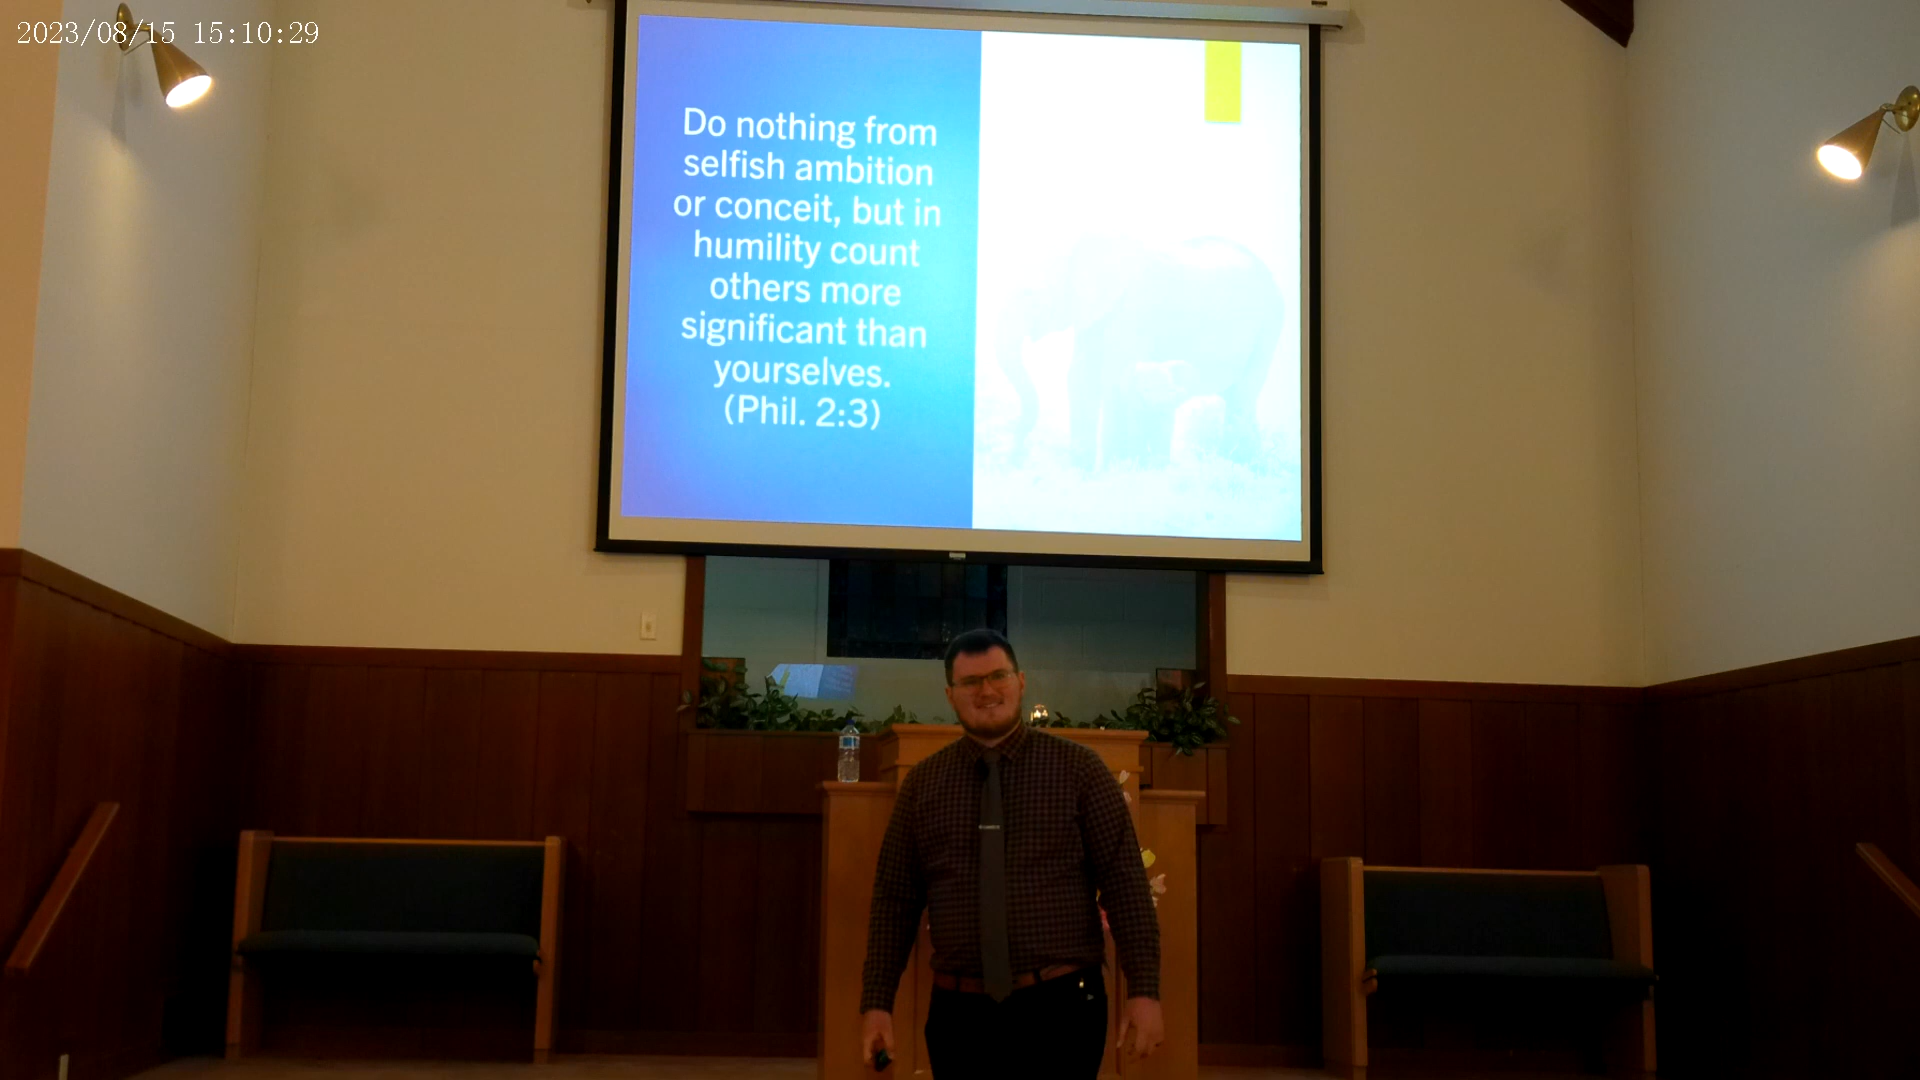 2023/08/15 15:10:29
Do nothing from
selfish ambition
or conceit, but in
humility count
others more
significant than
yourselves.
(Phil. 2:3)